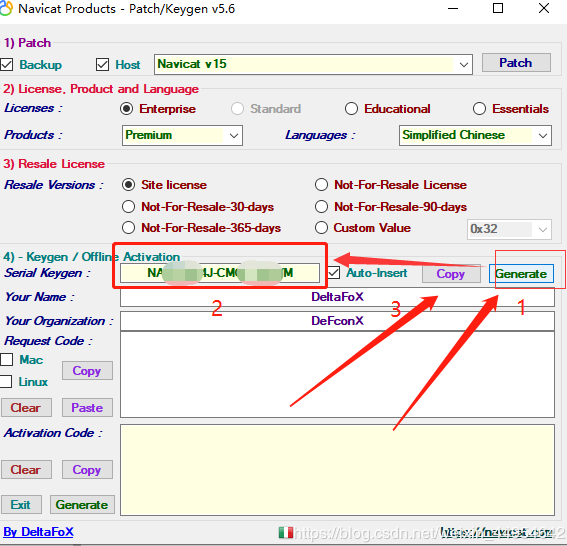 Navicat Products - Patch/Keygen v5.6
1) Patch
Backup Host Navicat v15 Patch
2) License, Product and Language
Licenses : Enterprise Standard Educational Essentials
Products : Premium Languages : Simplified Chinese
3) Resale License
Resale Versions : Site license Not-For-Resale License
Not-For-Resale-30-days Not-For-Resale-90-days
Not-For-Resale-365-days Custom Value 0x32
4) - Keygen / Offline Activation
Serial Keygen : Auto-Insert Copy Generate
2 3 1
Your Name : DeltaFoX
Your Organization : DeFconX
Request Code :
Mac
Copy
Linux
Clear Paste
Activation Code :
Clear Copy
Exit Generate
By DeltaFoX